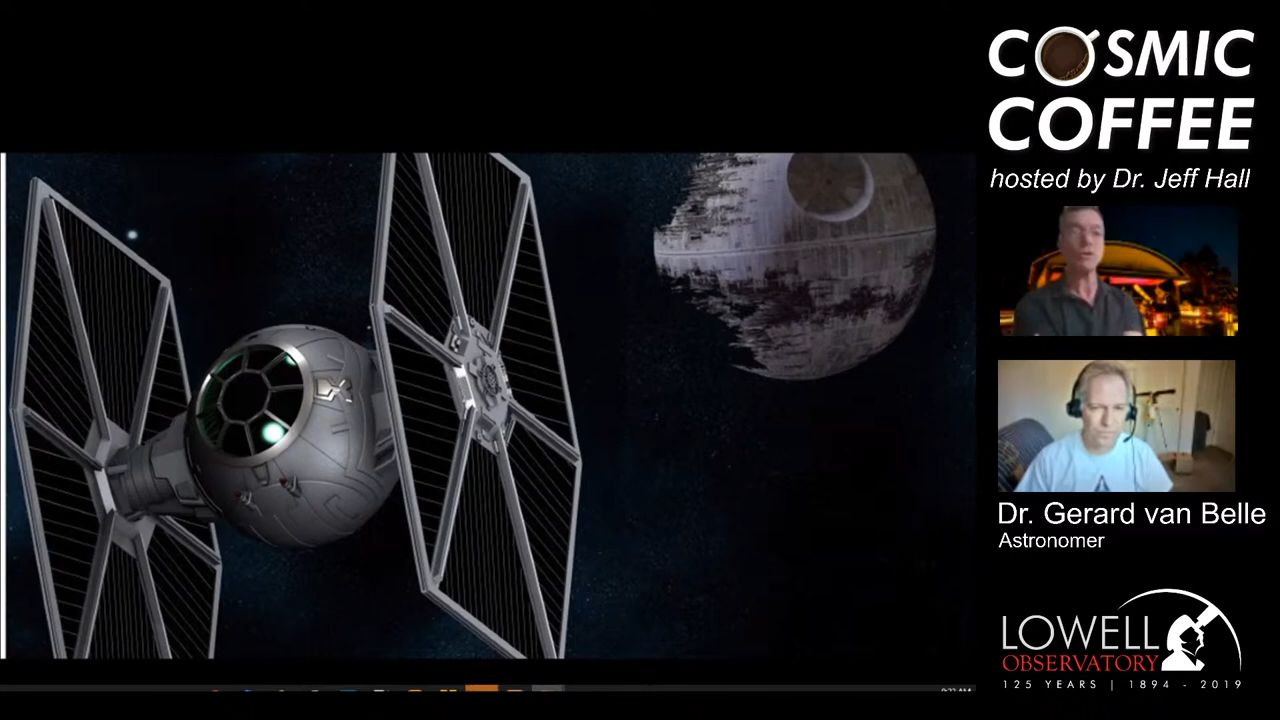 COSMIC
COFFEE
hosted by Dr. Jeff Hall
Dr. Gerard van Belle
Astronomer
LOWELL
OBSERVATORY
125 YEARS | 1894 - 2019